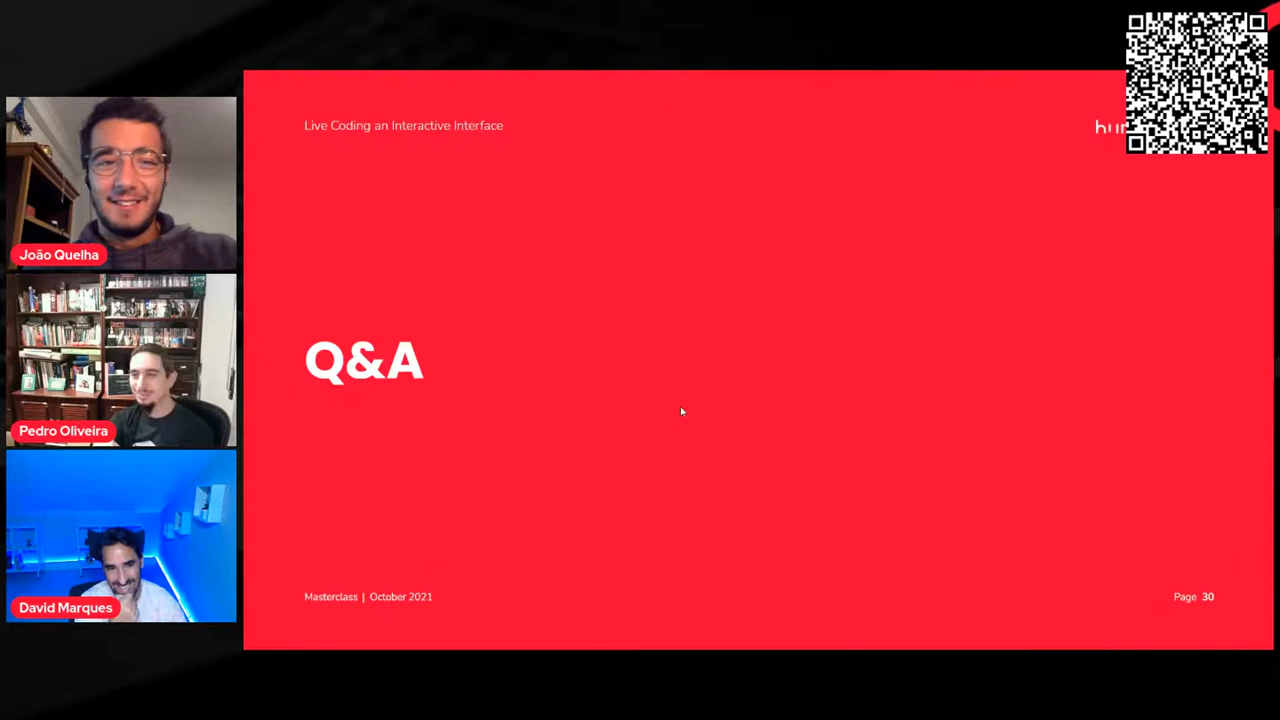 Live Coding an Interactive Interface
João Quelha
Q&A
Pedro Oliveira
David Marques
Masterclass | October 2021
Page 30